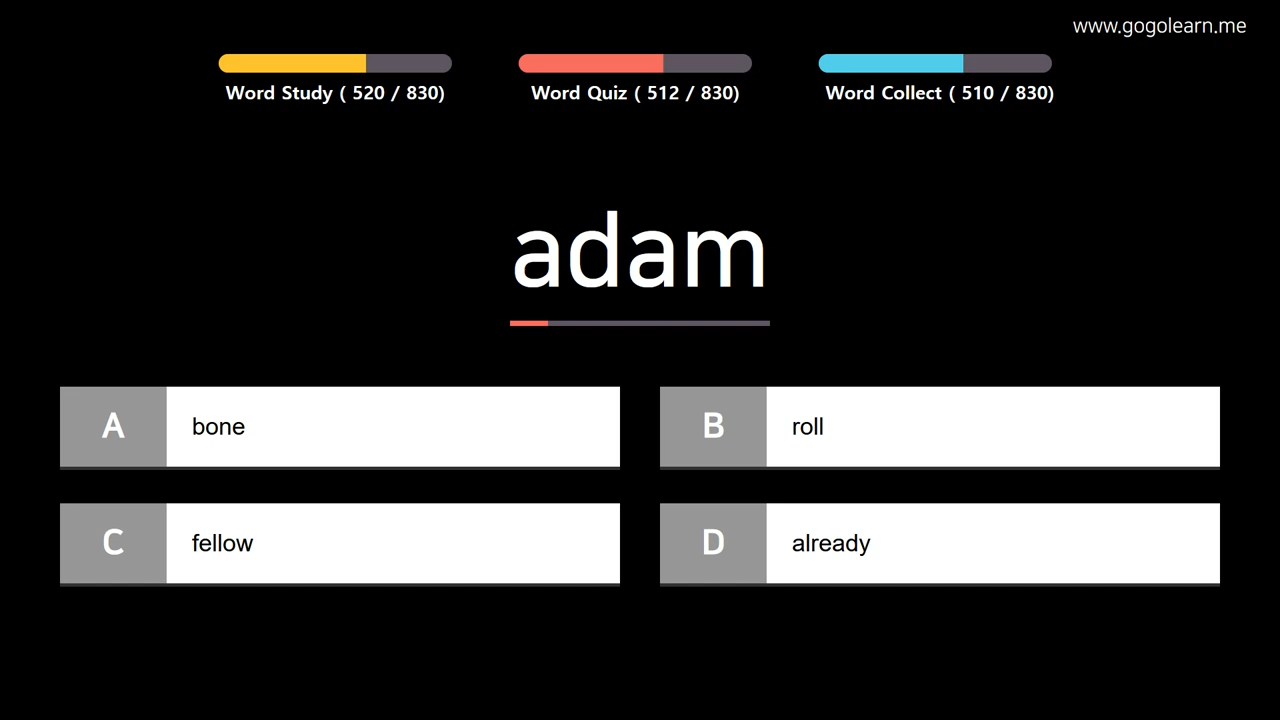 www.gogolearn.me
Word Study ( 520 / 830)
Word Quiz ( 512 / 830)
Word Collect ( 510 / 830)
adam
A
bone
B
roll
C
fellow
D
already